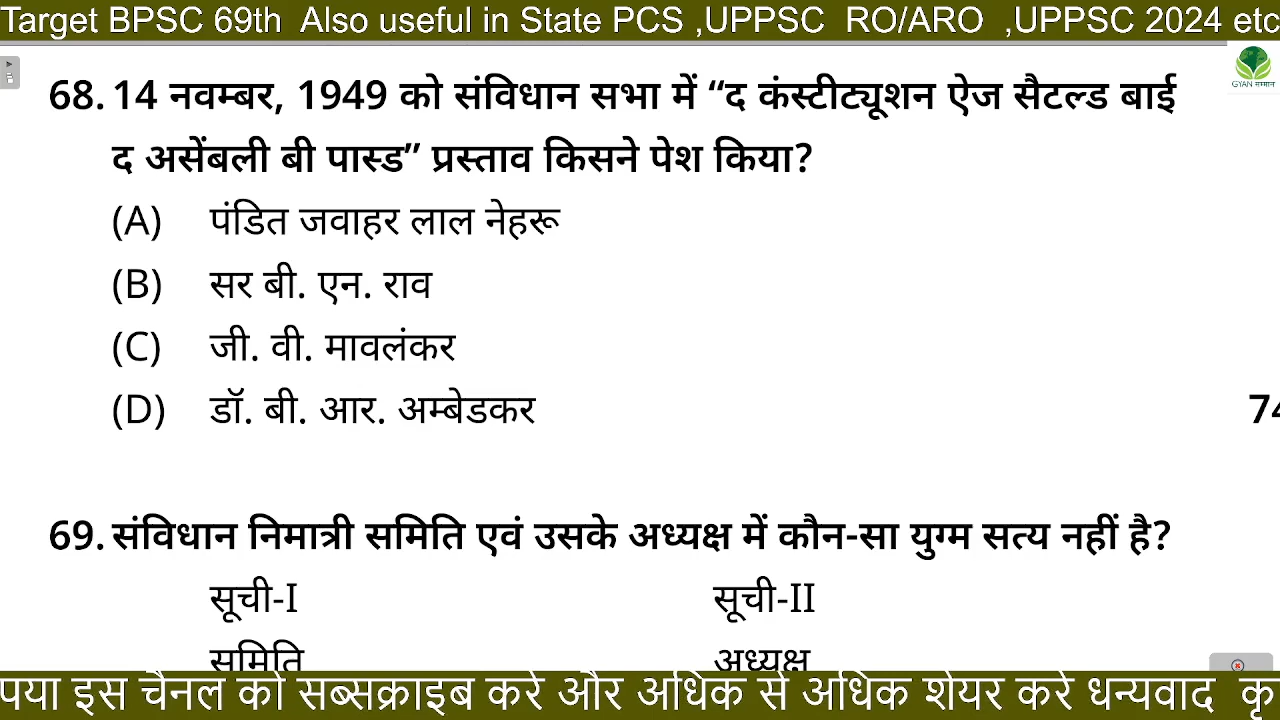 Target BPSC 69th Also useful in State PCS ,UPPSC RO/ARO ,UPPSC 2024 etc
GYAN सम्मान
68. 14 नवम्बर, 1949 को संविधान सभा में “द कंस्टीट्यूशन ऐज सैटल्ड बाई
द असेंबली बी पास्ड” प्रस्ताव किसने पेश किया?
(A) पंडित जवाहर लाल नेहरू
(B) सर बी. एन. राव
(C) जी. वी. मावलंकर
(D) डॉ. बी. आर. अम्बेडकर
74
69. संविधान निमात्री समिति एवं उसके अध्यक्ष में कौन-सा युग्म सत्य नहीं है?
सूची-I सूची-II
समिति अध्यक्ष
पया इस चैनल को सब्सक्राइब करे और अधिक से अधिक शेयर करे धन्यवाद कृ